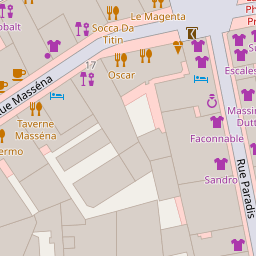 Le Magenta
obalt
Socca Da
Titin
Oscar
17
Escales
rue Masséna
Taverne
Masséna
Massim
Dutt
Faconnable
ermo
Sandro
Rue Paradis